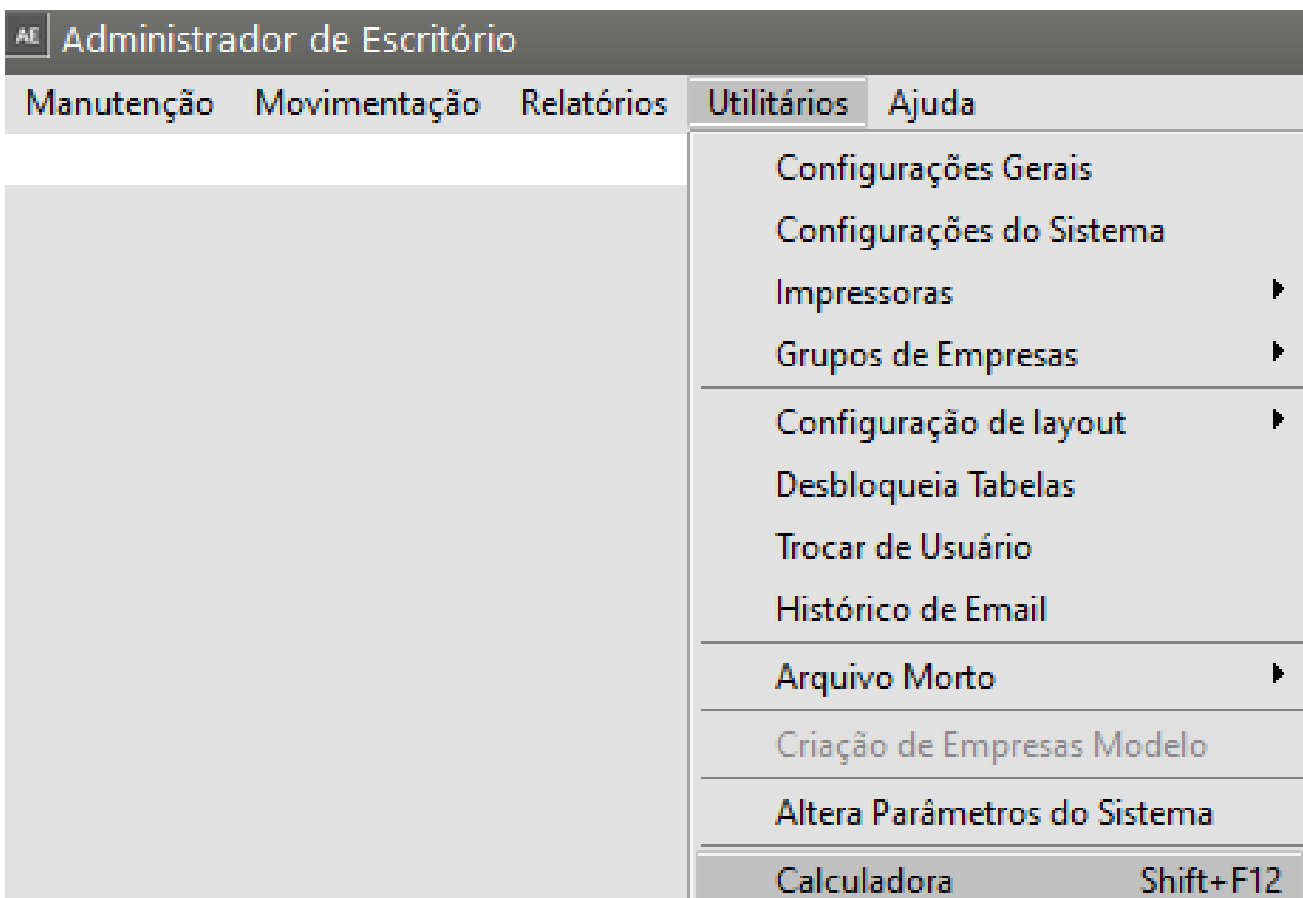 AE Administrador de Escritório
Manutenção Movimentação Relatórios Utilitários Ajuda
Configurações Gerais
Configurações do Sistema
Impressoras
Grupos de Empresas
Configuração de layout
Desbloqueia Tabelas
Trocar de Usuário
Histórico de Email
Arquivo Morto
Criação de Empresas Modelo
Altera Parâmetros do Sistema
Calculadora Shift+F12